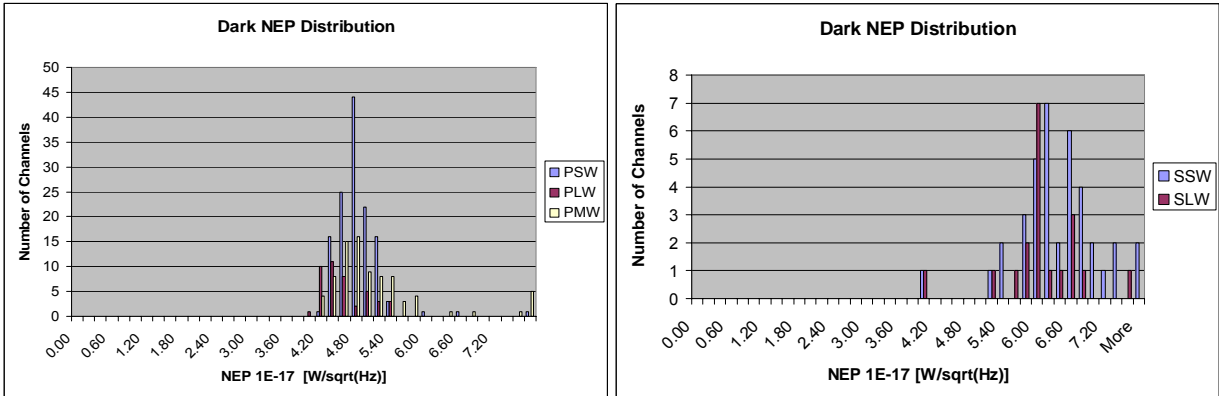 Dark NEP Distribution
50
45
40
35
30
25
20
15
10
5
0
Number of Channels
0.00 0.60 1.20 1.80 2.40 3.00 3.60 4.20 4.80 5.40 6.00 6.60 7.20
NEP 1E-17 [W/sqrt(Hz)]
PSW
PLW
PMW
Dark NEP Distribution
8
7
6
5
4
3
2
1
0
Number of Channels
0.00 0.60 1.20 1.80 2.40 3.00 3.60 4.20 4.80 5.40 6.00 6.60 7.20 More
NEP 1E-17 [W/sqrt(Hz)]
SSW
SLW